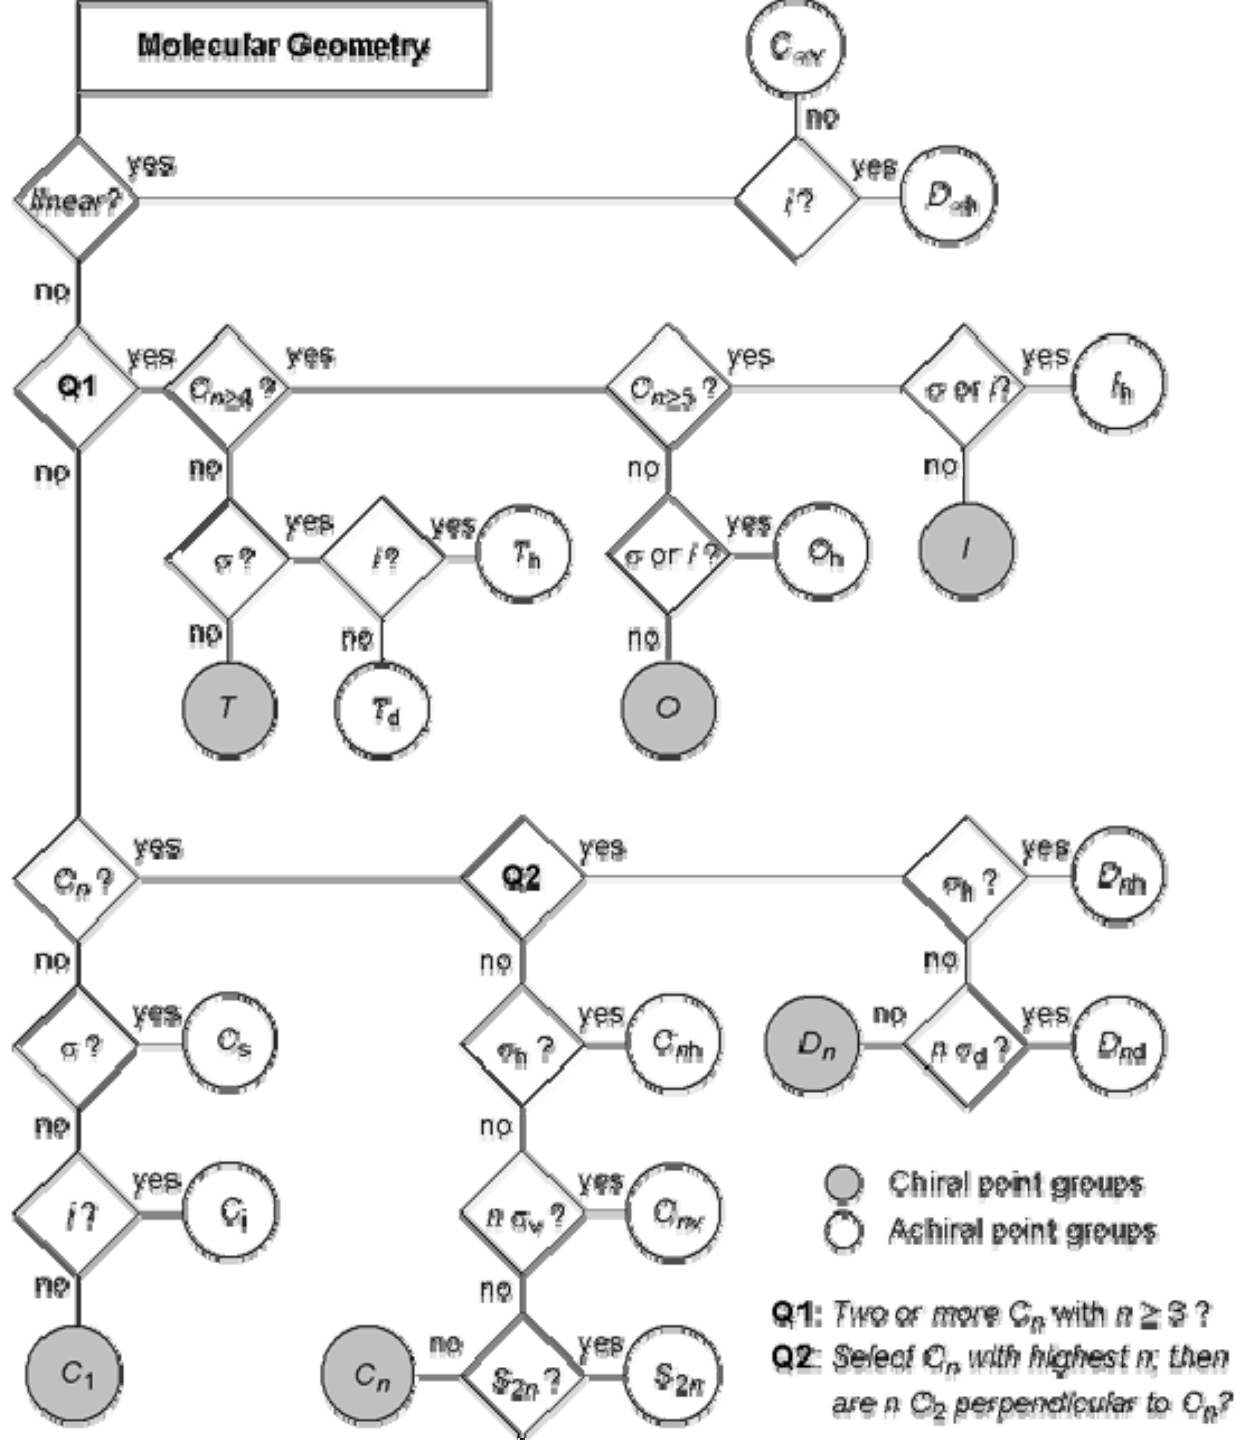 Molecular Geometry
C∞v
no
linear?
yes
i?
yes
D∞h
no
Q1
yes
Cn≥4?
yes
Cn≥5?
yes
σ or i?
yes
Ih
no
no
no
no
σ?
yes
i?
yes
Th
σ or i?
yes
Oh
I
no
no
no
T
Td
O
Cn?
yes
Q2
yes
σh?
yes
Dnh
no
no
no
σ?
yes
Cs
σh?
yes
Cnh
Dn
no
n σd?
yes
Dnd
no
no
i?
yes
Ci
n σv?
yes
Cnv
Chiral point groups
Achiral point groups
no
no
C1
Cn
no
S2n?
yes
S2n
Q1: Two or more Cn with n ≥ 3?
Q2: Select Cn with highest n; then
are n C2 perpendicular to Cn?